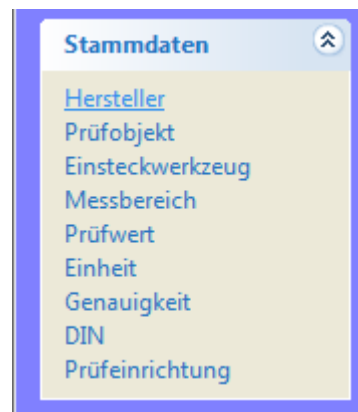 Stammdaten
Hersteller
Prüfobjekt
Einsteckwerkzeug
Messbereich
Prüfwert
Einheit
Genauigkeit
DIN
Prüfeinrichtung